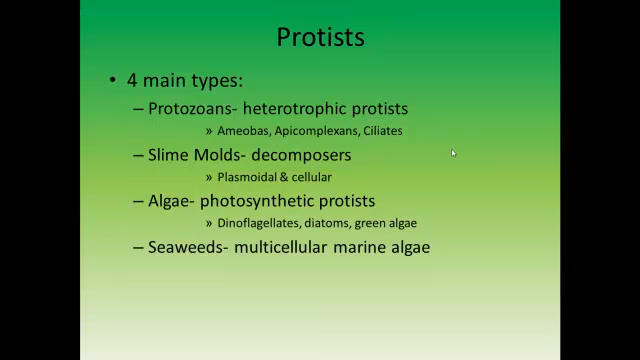 Protists
• 4 main types:
– Protozoans- heterotrophic protists
» Ameobas, Apicomplexans, Ciliates
– Slime Molds- decomposers
» Plasmoidal & cellular
– Algae- photosynthetic protists
» Dinoflagellates, diatoms, green algae
– Seaweeds- multicellular marine algae